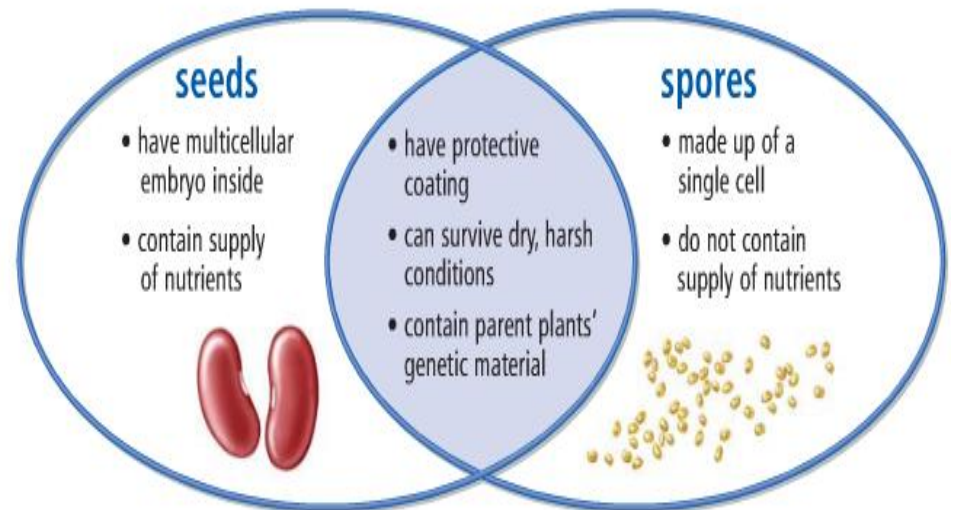 seeds
• have multicellular
embryo inside
• contain supply
of nutrients
• have protective
coating
• can survive dry, harsh
conditions
• contain parent plants'
genetic material
spores
• made up of a
single cell
• do not contain
supply of nutrients